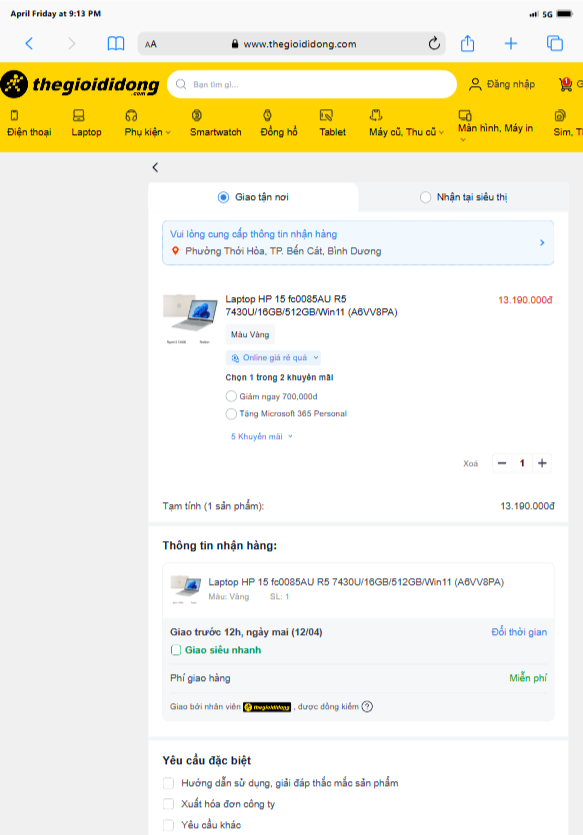 April Friday at 9:13 PM
5G
AA
www.thegioididong.com
thegioididong
.com
Bạn tìm gì...
Đăng nhập
1
G
Điện thoại
Laptop
Phụ kiện
Smartwatch
Đồng hồ
Tablet
Máy cũ, Thu cũ
Màn hình, Máy in
Sim, T
Giao tận nơi
Nhận tại siêu thị
Vui lòng cung cấp thông tin nhận hàng
Phường Thới Hòa, TP. Bến Cát, Bình Dương
Laptop HP 15 fc0085AU R5
13.190.000đ
7430U/16GB/512GB/Win11 (A6VV8PA)
Màu Vàng
Online giá rẻ quá
Chọn 1 trong 2 khuyến mãi
Giảm ngay 700,000đ
Tặng Microsoft 365 Personal
5 Khuyến mãi
Xoá
1
Tạm tính (1 sản phẩm):
13.190.000đ
Thông tin nhận hàng:
Laptop HP 15 fc0085AU R5 7430U/16GB/512GB/Win11 (A6VV8PA)
Màu: Vàng
SL: 1
Giao trước 12h, ngày mai (12/04)
Đổi thời gian
Giao siêu nhanh
Phí giao hàng
Miễn phí
Giao bởi nhân viên thegioididong , được đồng kiểm ?
Yêu cầu đặc biệt
Hướng dẫn sử dụng, giải đáp thắc mắc sản phẩm
Xuất hóa đơn công ty
Yêu cầu khác